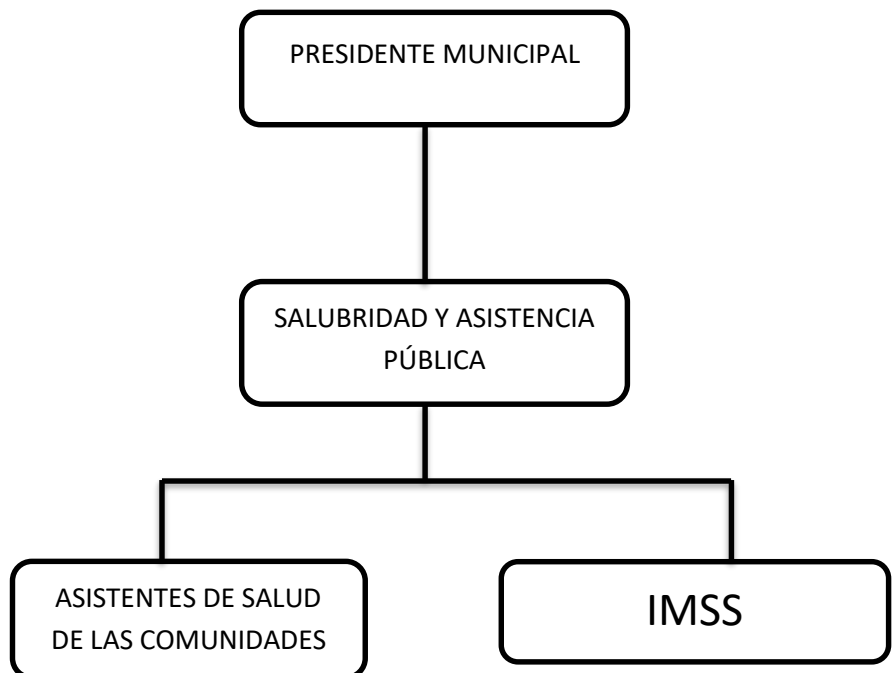 PRESIDENTE MUNICIPAL
SALUBRIDAD Y ASISTENCIA
PÚBLICA
ASISTENTES DE SALUD
DE LAS COMUNIDADES
IMSS